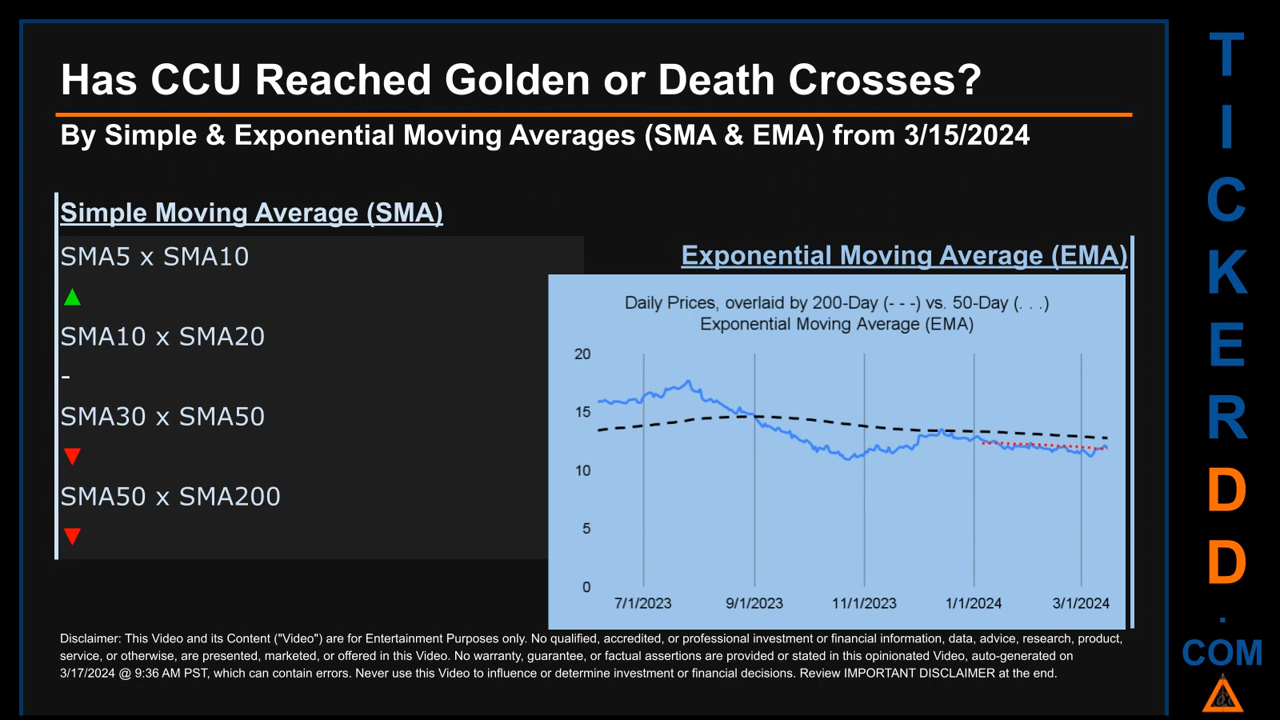 Has CCU Reached Golden or Death Crosses?
By Simple & Exponential Moving Averages (SMA & EMA) from 3/15/2024
Simple Moving Average (SMA)
SMA5 x SMA10
▲
SMA10 x SMA20
-
SMA30 x SMA50
▼
SMA50 x SMA200
▼
Exponential Moving Average (EMA)
Daily Prices, overlaid by 200-Day (- - -) vs. 50-Day (. . .)
Exponential Moving Average (EMA)
20
15
10
5
0
7/1/2023 9/1/2023 11/1/2023 1/1/2024 3/1/2024
Disclaimer: This Video and its Content ("Video") are for Entertainment Purposes only. No qualified, accredited, or professional investment or financial information, data, advice, research, product,
service, or otherwise, are presented, marketed, or offered in this Video. No warranty, guarantee, or factual assertions are provided or stated in this opinionated Video, auto-generated on
3/17/2024 @ 9:36 AM PST, which can contain errors. Never use this Video to influence or determine investment or financial decisions. Review IMPORTANT DISCLAIMER at the end.
T
I
C
K
E
R
D
D
.
COM